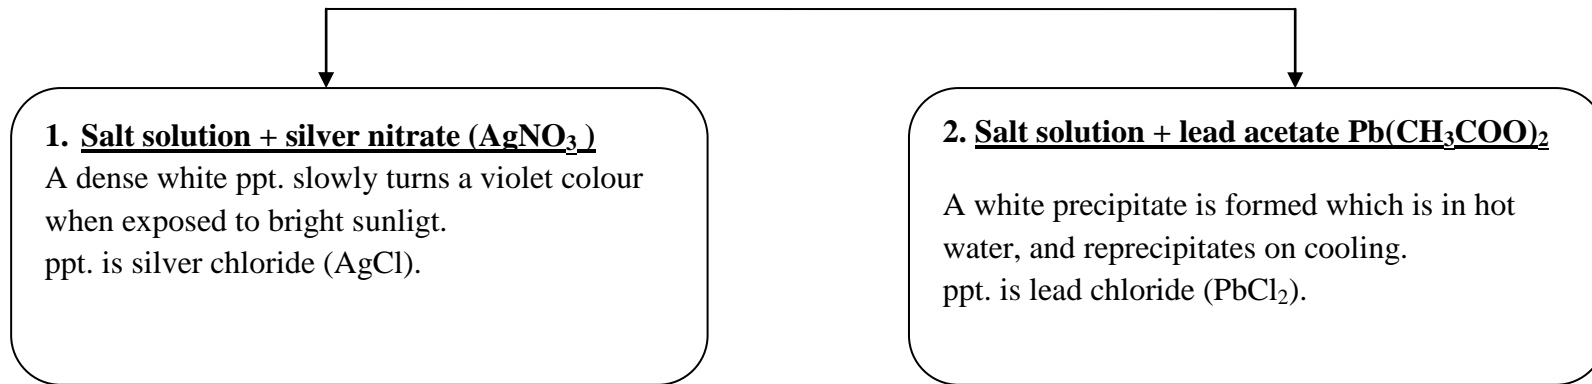 1. Salt solution + silver nitrate (AgNO₃ )
A dense white ppt. slowly turns a violet colour
when exposed to bright sunligt.
ppt. is silver chloride (AgCl).
2. Salt solution + lead acetate Pb(CH₃COO)₂
A white precipitate is formed which is in hot
water, and reprecipitates on cooling.
ppt. is lead chloride (PbCl₂).